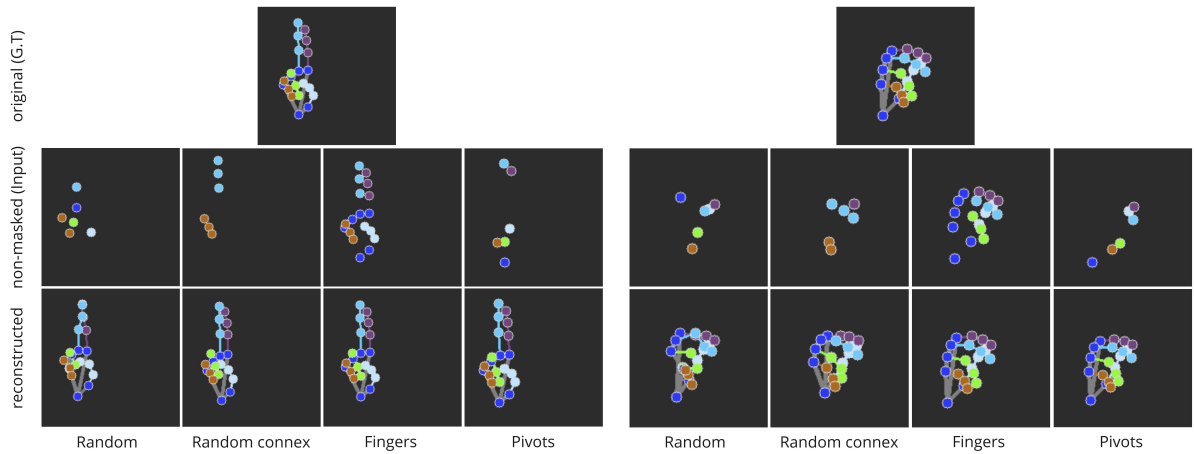 original (G.T)
non-masked (Input)
reconstructed
Random
Random connex
Fingers
Pivots
Random
Random connex
Fingers
Pivots